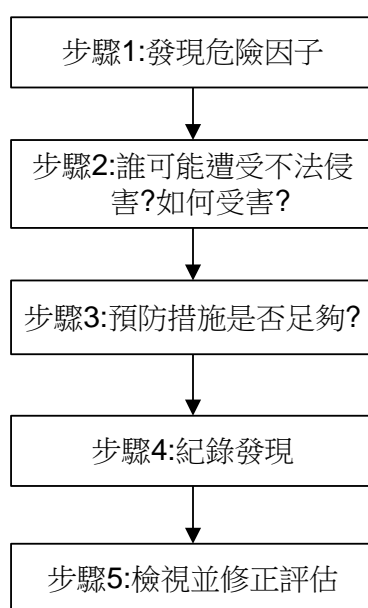 步驟1:發現危險因子
步驟2:誰可能遭受不法侵
害?如何受害?
步驟3:預防措施是否足夠?
步驟4:紀錄發現
步驟5:檢視並修正評估